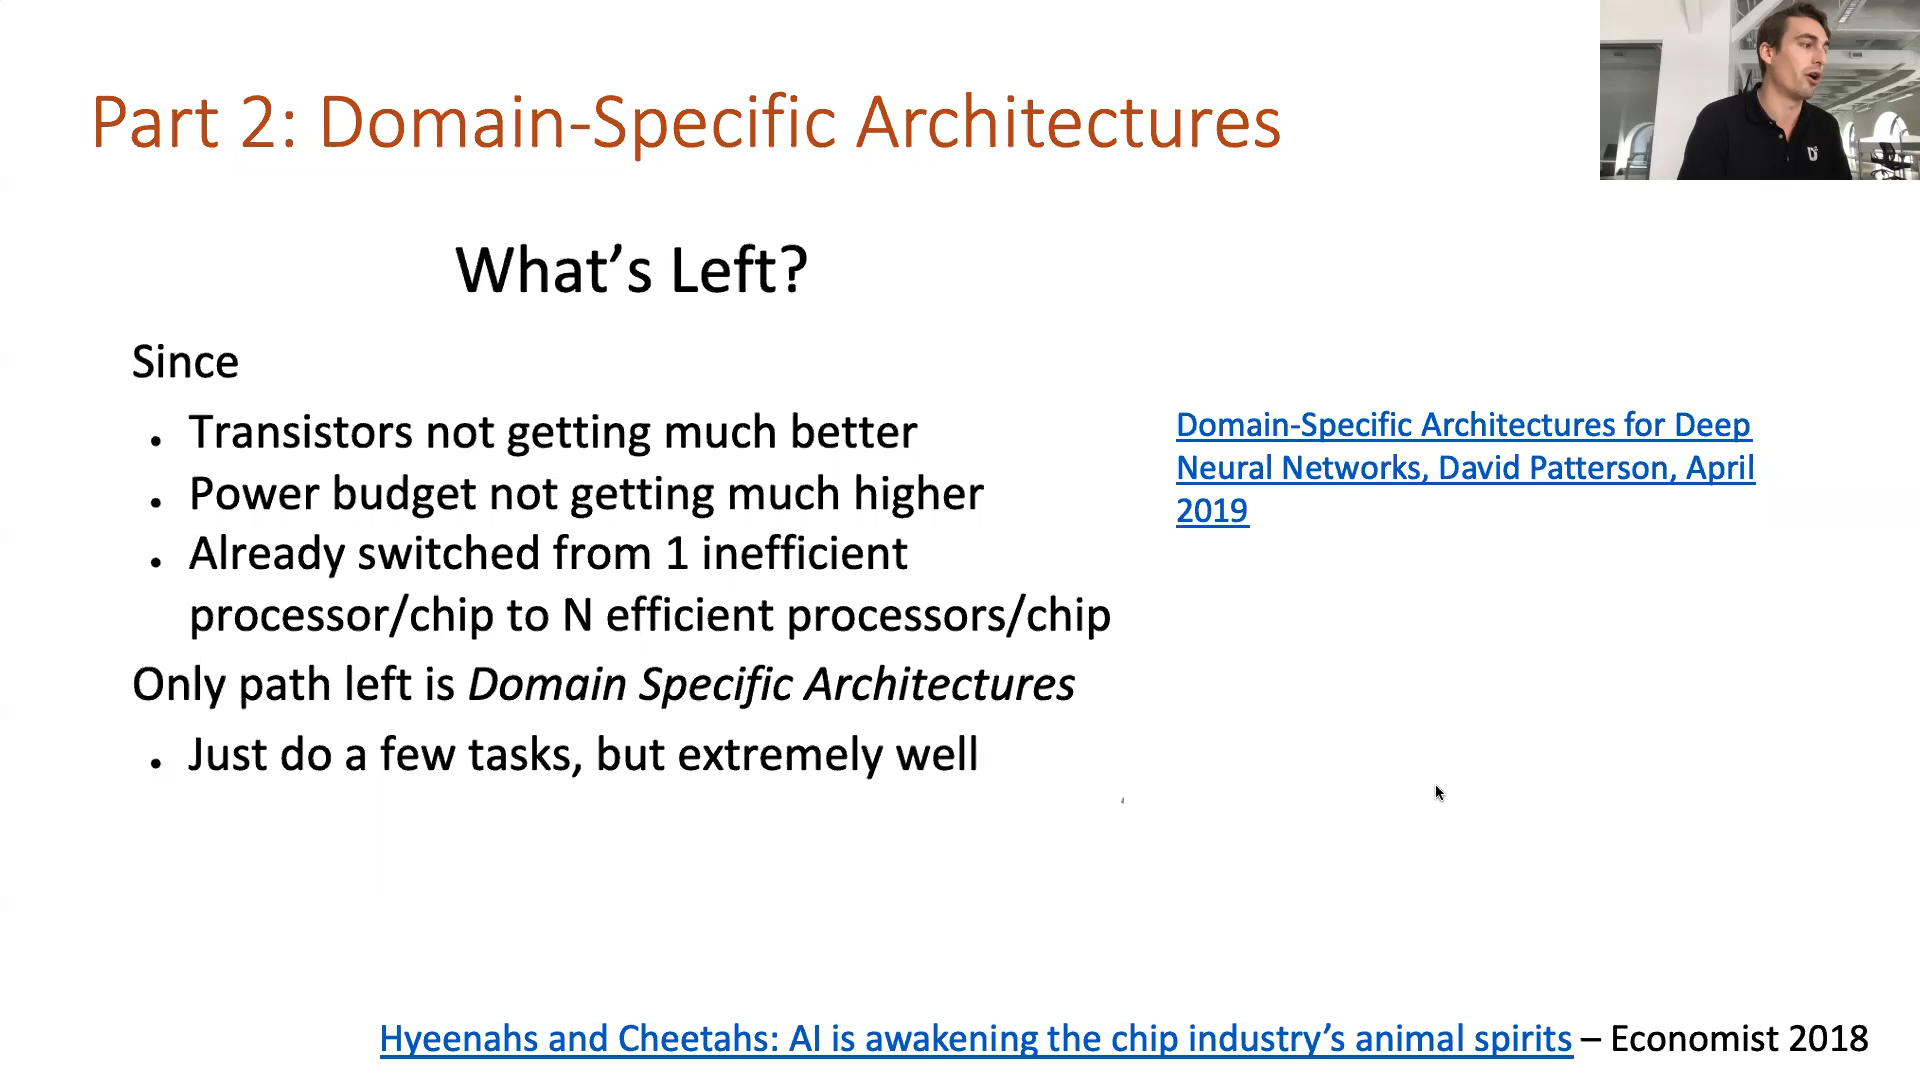 Part 2: Domain-Specific Architectures
What’s Left?
Since
• Transistors not getting much better
• Power budget not getting much higher
• Already switched from 1 inefficient
processor/chip to N efficient processors/chip
Only path left is Domain Specific Architectures
• Just do a few tasks, but extremely well
Domain-Specific Architectures for Deep
Neural Networks, David Patterson, April
2019
Hyeenahs and Cheetahs: AI is awakening the chip industry’s animal spirits – Economist 2018